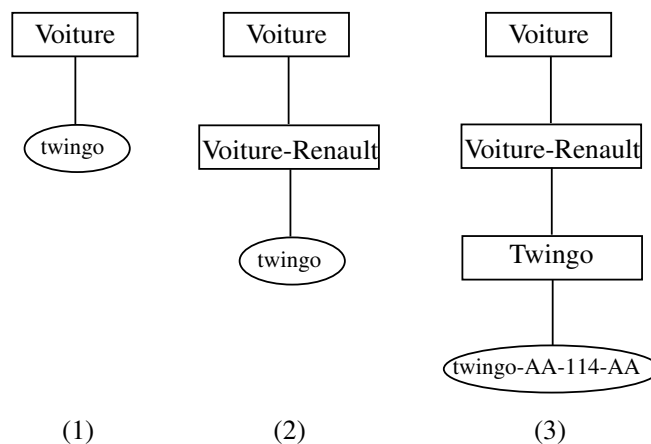 Voiture
Voiture
Voiture
twingo
Voiture-Renault
Voiture-Renault
twingo
Twingo
twingo-AA-114-AA
(1)
(2)
(3)